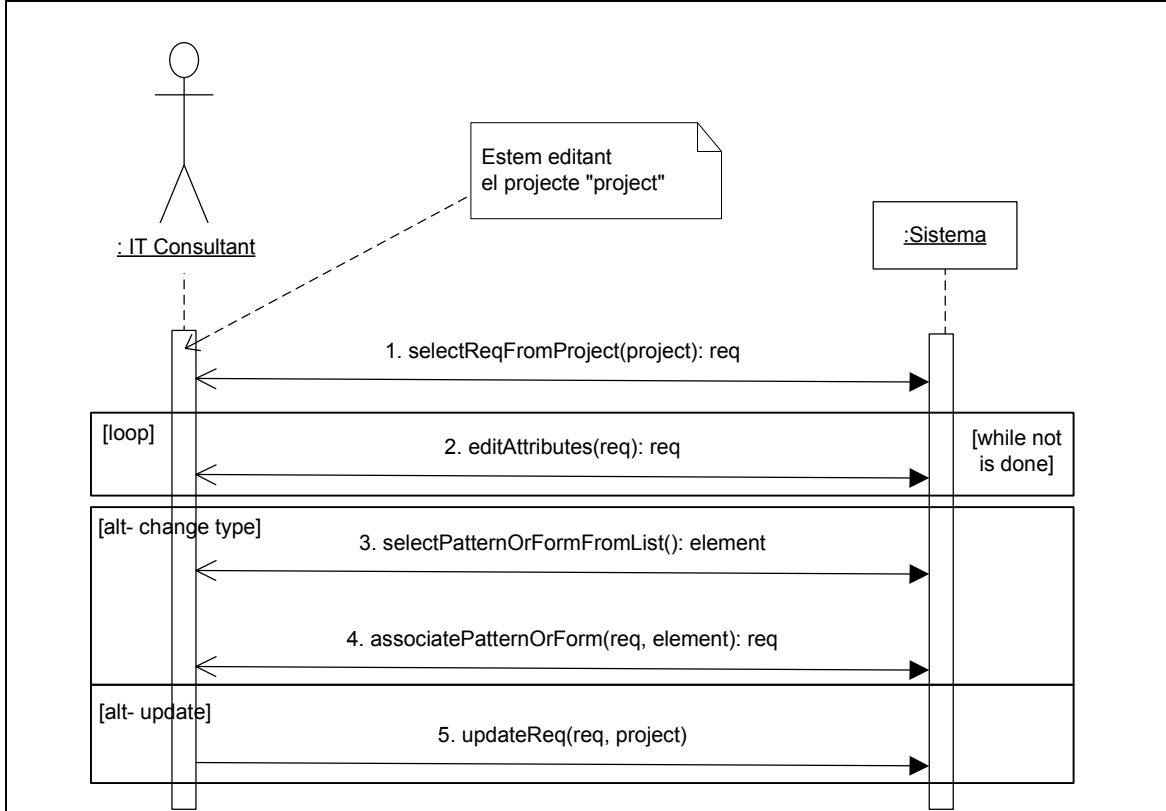 Estem editant
el projecte "project"
: IT Consultant
:Sistema
1. selectReqFromProject(project): req
[loop]
2. editAttributes(req): req
[while not
is done]
[alt- change type]
3. selectPatternOrFormFromList(): element
4. associatePatternOrForm(req, element): req
[alt- update]
5. updateReq(req, project)